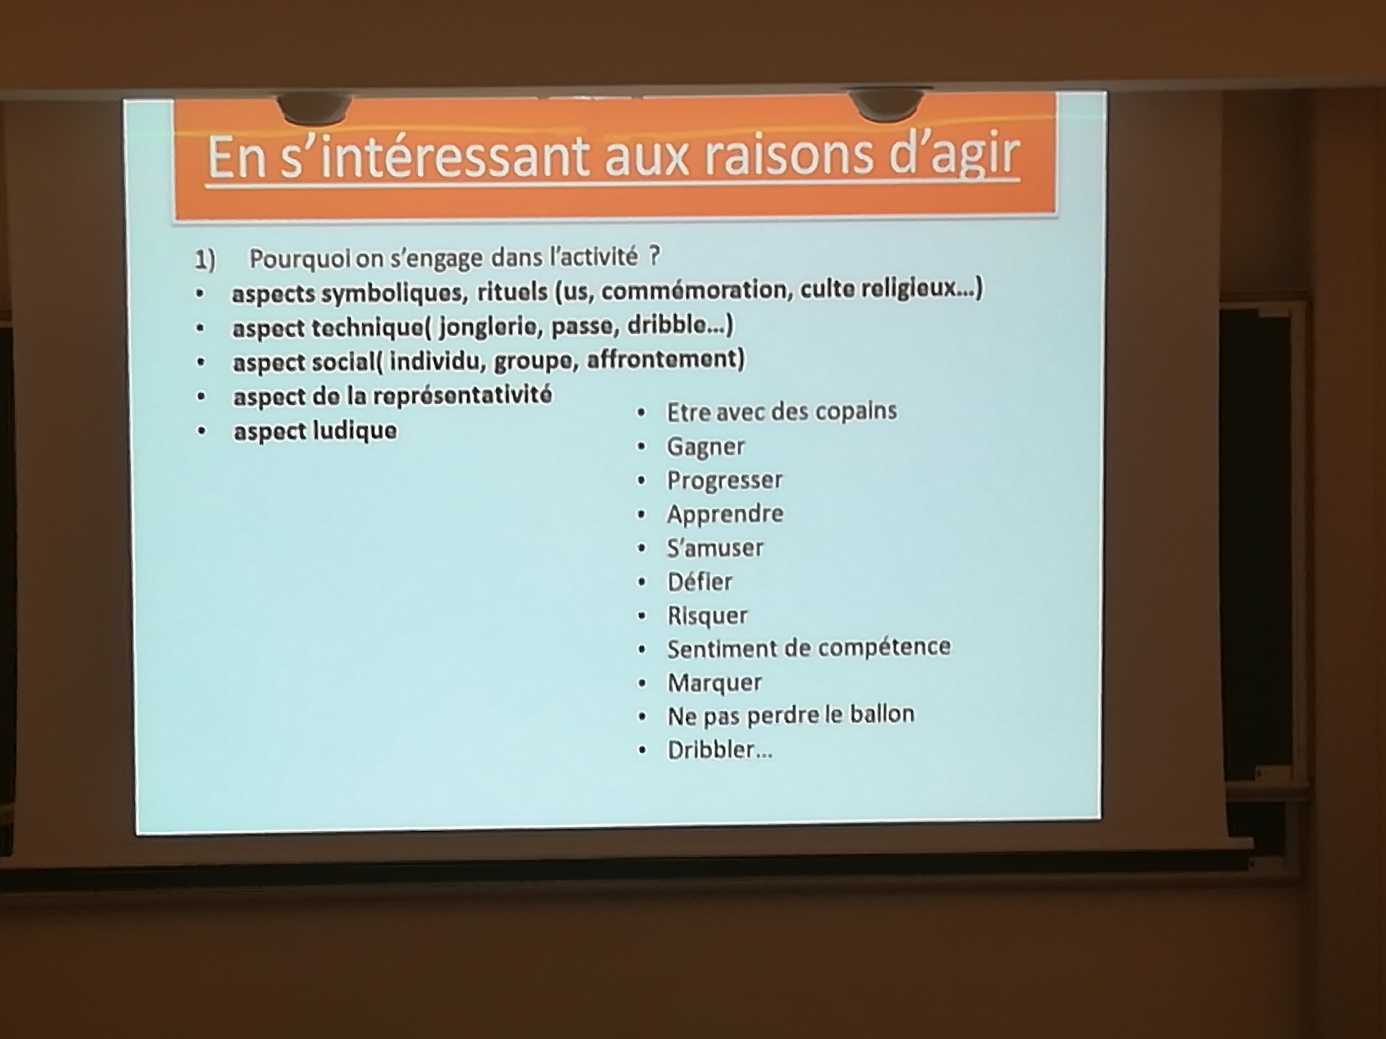 En s'intéressant aux raisons d'agir
1) Pourquoi on s'engage dans l'activité ?
• aspects symboliques, rituels (us, commémoration, culte religieux...)
• aspect technique( jonglerie, passe, dribble...)
• aspect social( individu, groupe, affrontement)
• aspect de la représentativité
• aspect ludique
• Etre avec des copains
• Gagner
• Progresser
• Apprendre
• S'amuser
• Défier
• Risquer
• Sentiment de compétence
• Marquer
• Ne pas perdre le ballon
• Dribbler...